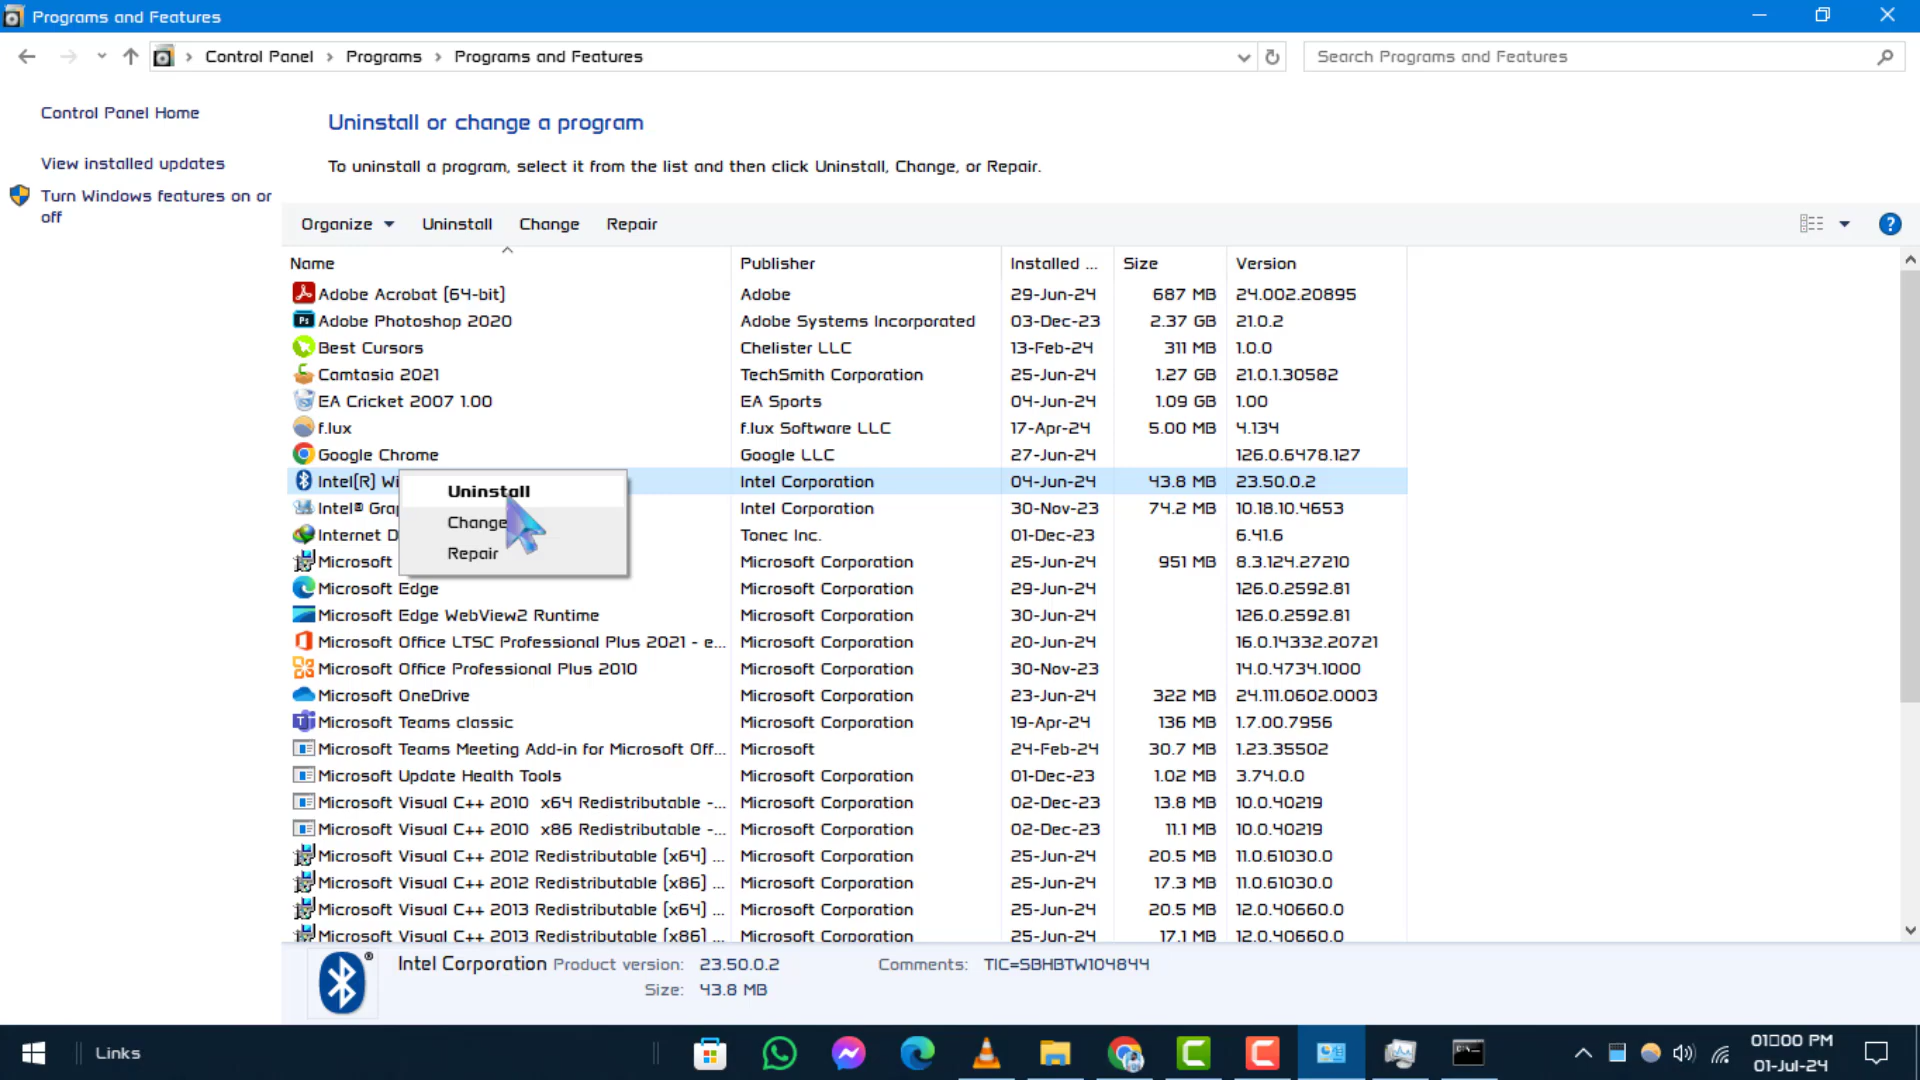 Programs and Features
Control Panel > Programs > Programs and Features
Search Programs and Features
Control Panel Home
View installed updates
Turn Windows features on or
off
Uninstall or change a program
To uninstall a program, select it from the list and then click Uninstall, Change, or Repair.
Organize Uninstall Change Repair
Name Publisher Installed ... Size Version
Adobe Acrobat (64-bit) Adobe 29-Jun-24 687 MB 24.002.20895
Adobe Photoshop 2020 Adobe Systems Incorporated 03-Dec-23 2.37 GB 21.0.2
Best Cursors Chelister LLC 13-Feb-24 311 MB 1.0.0
Camtasia 2021 TechSmith Corporation 25-Jun-24 1.27 GB 21.0.1.30582
EA Cricket 2007 1.00 EA Sports 04-Jun-24 1.09 GB 1.00
f.lux f.lux Software LLC 17-Apr-24 5.00 MB 4.134
Google Chrome Google LLC 27-Jun-24 126.0.6478.127
Intel(R) Wi Intel Corporation 04-Jun-24 43.8 MB 23.50.0.2
Intel® Gra Intel Corporation 30-Nov-23 74.2 MB 10.18.10.4653
Internet D Tonec Inc. 01-Dec-23 6.41.6
Microsoft Microsoft Corporation 25-Jun-24 951 MB 8.3.124.27210
Uninstall
Change
Repair
Microsoft Edge Microsoft Corporation 29-Jun-24 126.0.2592.81
Microsoft Edge WebView2 Runtime Microsoft Corporation 30-Jun-24 126.0.2592.81
Microsoft Office LTSC Professional Plus 2021 - e... Microsoft Corporation 20-Jun-24 16.0.14332.20721
Microsoft Office Professional Plus 2010 Microsoft Corporation 30-Nov-23 14.0.4734.1000
Microsoft OneDrive Microsoft Corporation 23-Jun-24 322 MB 24.111.0602.0003
Microsoft Teams classic Microsoft Corporation 19-Apr-24 136 MB 1.7.00.7956
Microsoft Teams Meeting Add-in for Microsoft Off... Microsoft 24-Feb-24 30.7 MB 1.23.35502
Microsoft Update Health Tools Microsoft Corporation 01-Dec-23 1.02 MB 3.74.0.0
Microsoft Visual C++ 2010 x64 Redistributable -... Microsoft Corporation 02-Dec-23 13.8 MB 10.0.40219
Microsoft Visual C++ 2010 x86 Redistributable -... Microsoft Corporation 02-Dec-23 11.1 MB 10.0.40219
Microsoft Visual C++ 2012 Redistributable (x64) ... Microsoft Corporation 25-Jun-24 20.5 MB 11.0.61030.0
Microsoft Visual C++ 2012 Redistributable (x86) ... Microsoft Corporation 25-Jun-24 17.3 MB 11.0.61030.0
Microsoft Visual C++ 2013 Redistributable (x64) ... Microsoft Corporation 25-Jun-24 20.5 MB 12.0.40660.0
Microsoft Visual C++ 2013 Redistributable (x86) ... Microsoft Corporation 25-Jun-24 17.1 MB 12.0.40660.0
Intel Corporation Product version: 23.50.0.2 Comments: TIC=SBHBTW104844
Size: 43.8 MB
Links
01□00 PM
01-Jul-24